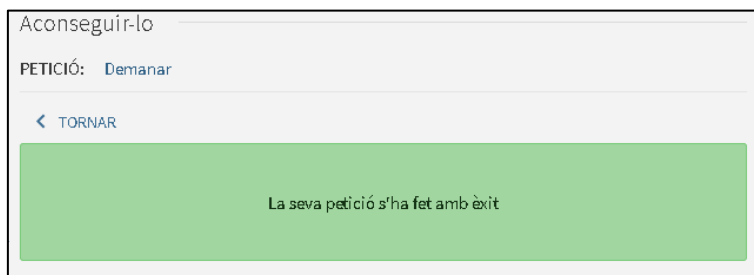 Aconseguir-lo
PETICIÓ: Demanar
TORNAR
La seva petició s'ha fet amb èxit